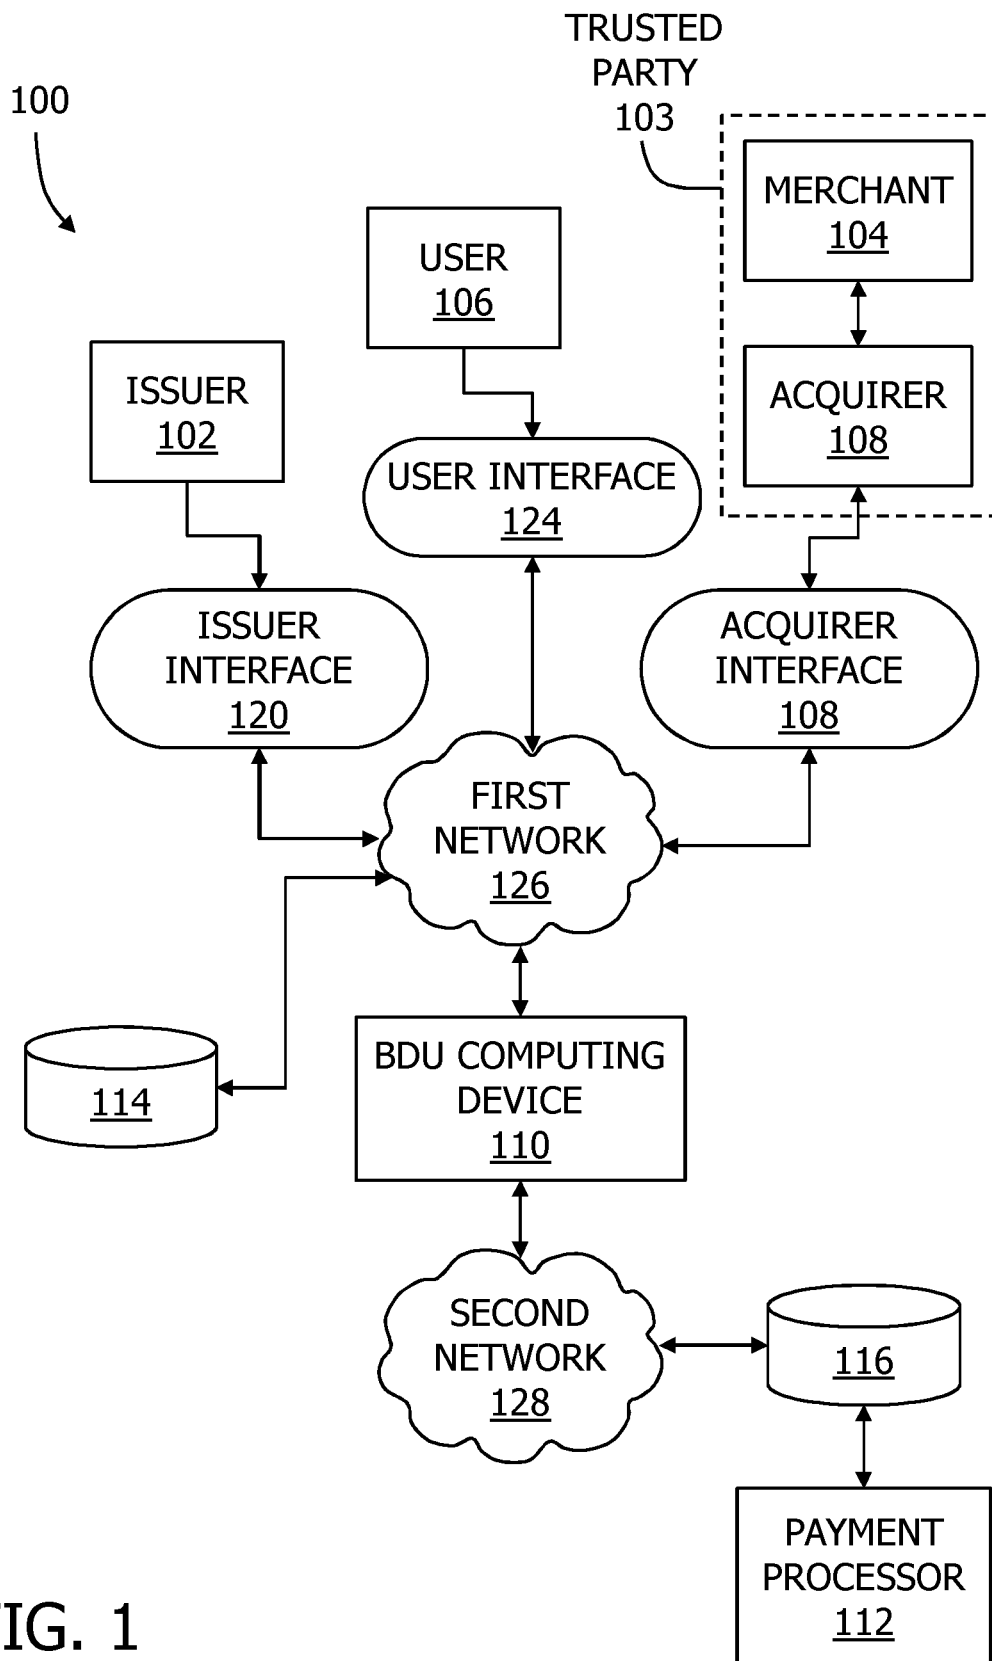 TRUSTED
PARTY
103
100
MERCHANT
104
USER
106
ISSUER
102
ACQUIRER
108
USER INTERFACE
124
ISSUER
INTERFACE
120
ACQUIRER
INTERFACE
108
FIRST
NETWORK
126
BDU COMPUTING
DEVICE
110
114
SECOND
NETWORK
128
116
PAYMENT
PROCESSOR
112
IG. 1